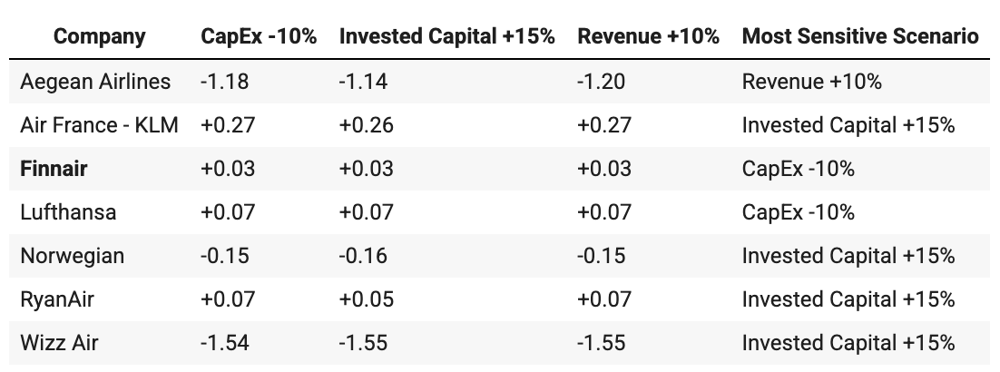 Company CapEx -10% Invested Capital +15% Revenue +10% Most Sensitive Scenario
Aegean Airlines -1.18 -1.14 -1.20 Revenue +10%
Air France - KLM +0.27 +0.26 +0.27 Invested Capital +15%
Finnair +0.03 +0.03 +0.03 CapEx -10%
Lufthansa +0.07 +0.07 +0.07 CapEx -10%
Norwegian -0.15 -0.16 -0.15 Invested Capital +15%
RyanAir +0.07 +0.05 +0.07 Invested Capital +15%
Wizz Air -1.54 -1.55 -1.55 Invested Capital +15%